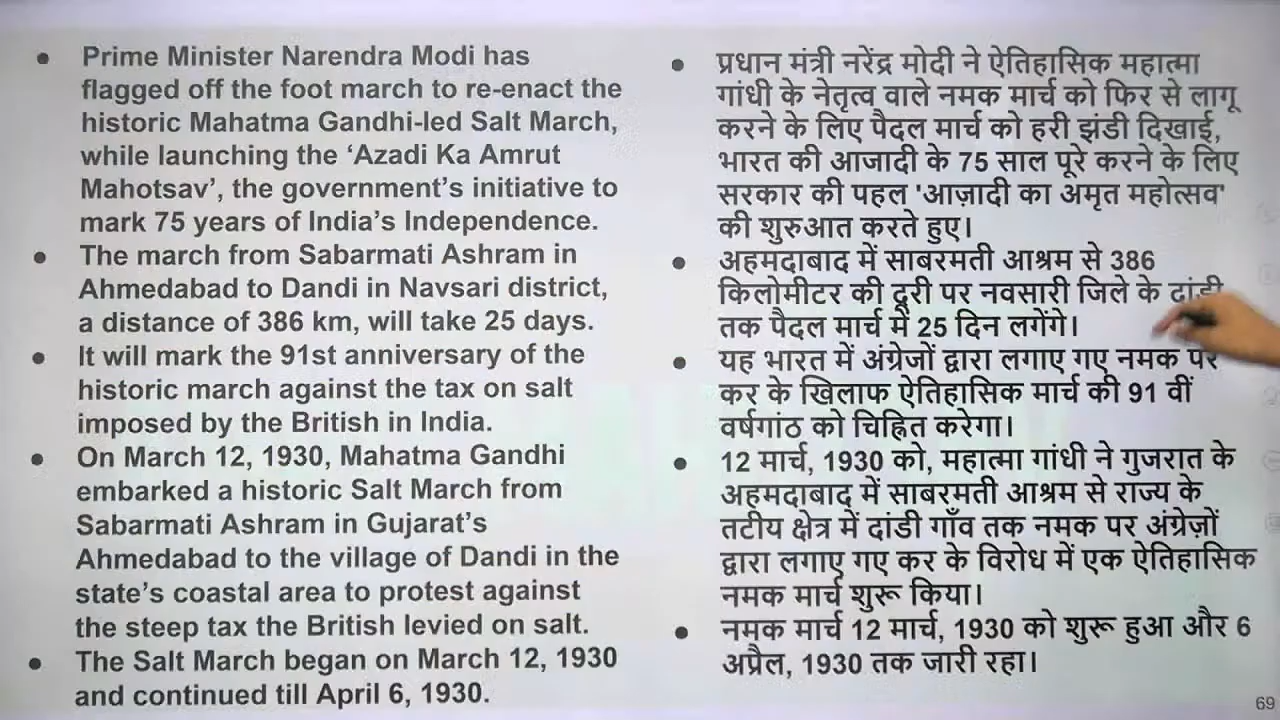 • Prime Minister Narendra Modi has
flagged off the foot march to re-enact the
historic Mahatma Gandhi-led Salt March,
while launching the ‘Azadi Ka Amrut
Mahotsav’, the government’s initiative to
mark 75 years of India’s Independence.
• The march from Sabarmati Ashram in
Ahmedabad to Dandi in Navsari district,
a distance of 386 km, will take 25 days.
• It will mark the 91st anniversary of the
historic march against the tax on salt
imposed by the British in India.
• On March 12, 1930, Mahatma Gandhi
embarked a historic Salt March from
Sabarmati Ashram in Gujarat’s
Ahmedabad to the village of Dandi in the
state’s coastal area to protest against
the steep tax the British levied on salt.
• The Salt March began on March 12, 1930
and continued till April 6, 1930.
• प्रधान मंत्री नरेंद्र मोदी ने ऐतिहासिक महात्मा
गांधी के नेतृत्व वाले नमक मार्च को फिर से लागू
करने के लिए पैदल मार्च को हरी झंडी दिखाई,
भारत की आजादी के 75 साल पूरे करने के लिए
सरकार की पहल 'आज़ादी का अमृत महोत्सव'
की शुरुआत करते हुए।
• अहमदाबाद में साबरमती आश्रम से 386
किलोमीटर की दूरी पर नवसारी जिले के दांडी
तक पैदल मार्च में 25 दिन लगेंगे।
• यह भारत में अंग्रेजों द्वारा लगाए गए नमक पर
कर के खिलाफ ऐतिहासिक मार्च की 91 वीं
वर्षगांठ को चिह्नित करेगा।
• 12 मार्च, 1930 को, महात्मा गांधी ने गुजरात के
अहमदाबाद में साबरमती आश्रम से राज्य के
तटीय क्षेत्र में दांडी गाँव तक नमक पर अंग्रेज़ों
द्वारा लगाए गए कर के विरोध में एक ऐतिहासिक
नमक मार्च शुरू किया।
• नमक मार्च 12 मार्च, 1930 को शुरू हुआ और 6
अप्रैल, 1930 तक जारी रहा।
69